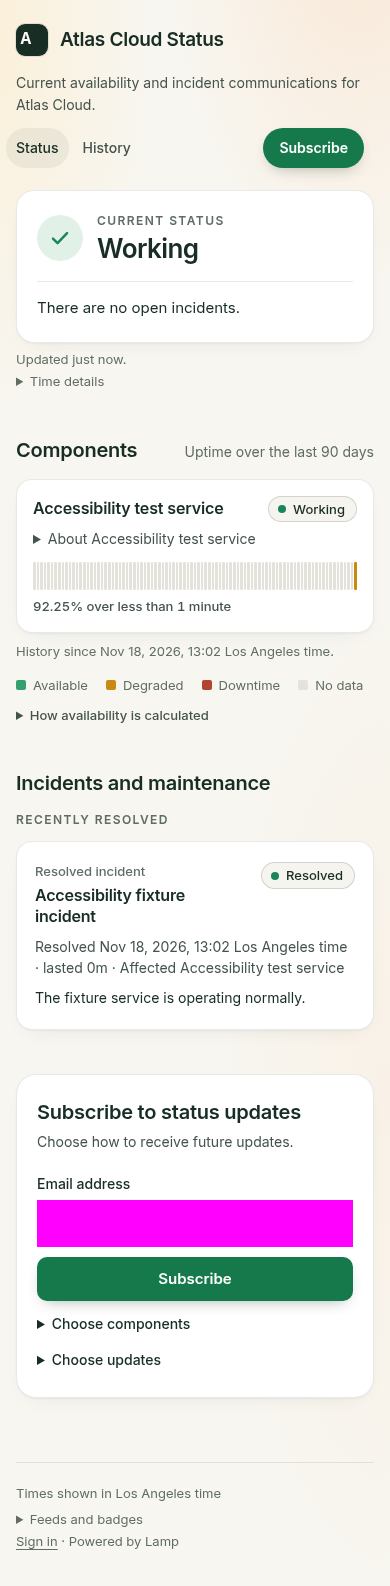 A Atlas Cloud Status
Current availability and incident communications for
Atlas Cloud.
Status History Subscribe
CURRENT STATUS
Working
There are no open incidents.
Updated just now.
Time details
Components Uptime over the last 90 days
Accessibility test service Working
About Accessibility test service
92.25% over less than 1 minute
History since Nov 18, 2026, 13:02 Los Angeles time.
Available Degraded Downtime No data
How availability is calculated
Incidents and maintenance
RECENTLY RESOLVED
Resolved incident Resolved
Accessibility fixture
incident
Resolved Nov 18, 2026, 13:02 Los Angeles time
· lasted 0m · Affected Accessibility test service
The fixture service is operating normally.
Subscribe to status updates
Choose how to receive future updates.
Email address
Subscribe
Choose components
Choose updates
Times shown in Los Angeles time
Feeds and badges
Sign in · Powered by Lamp